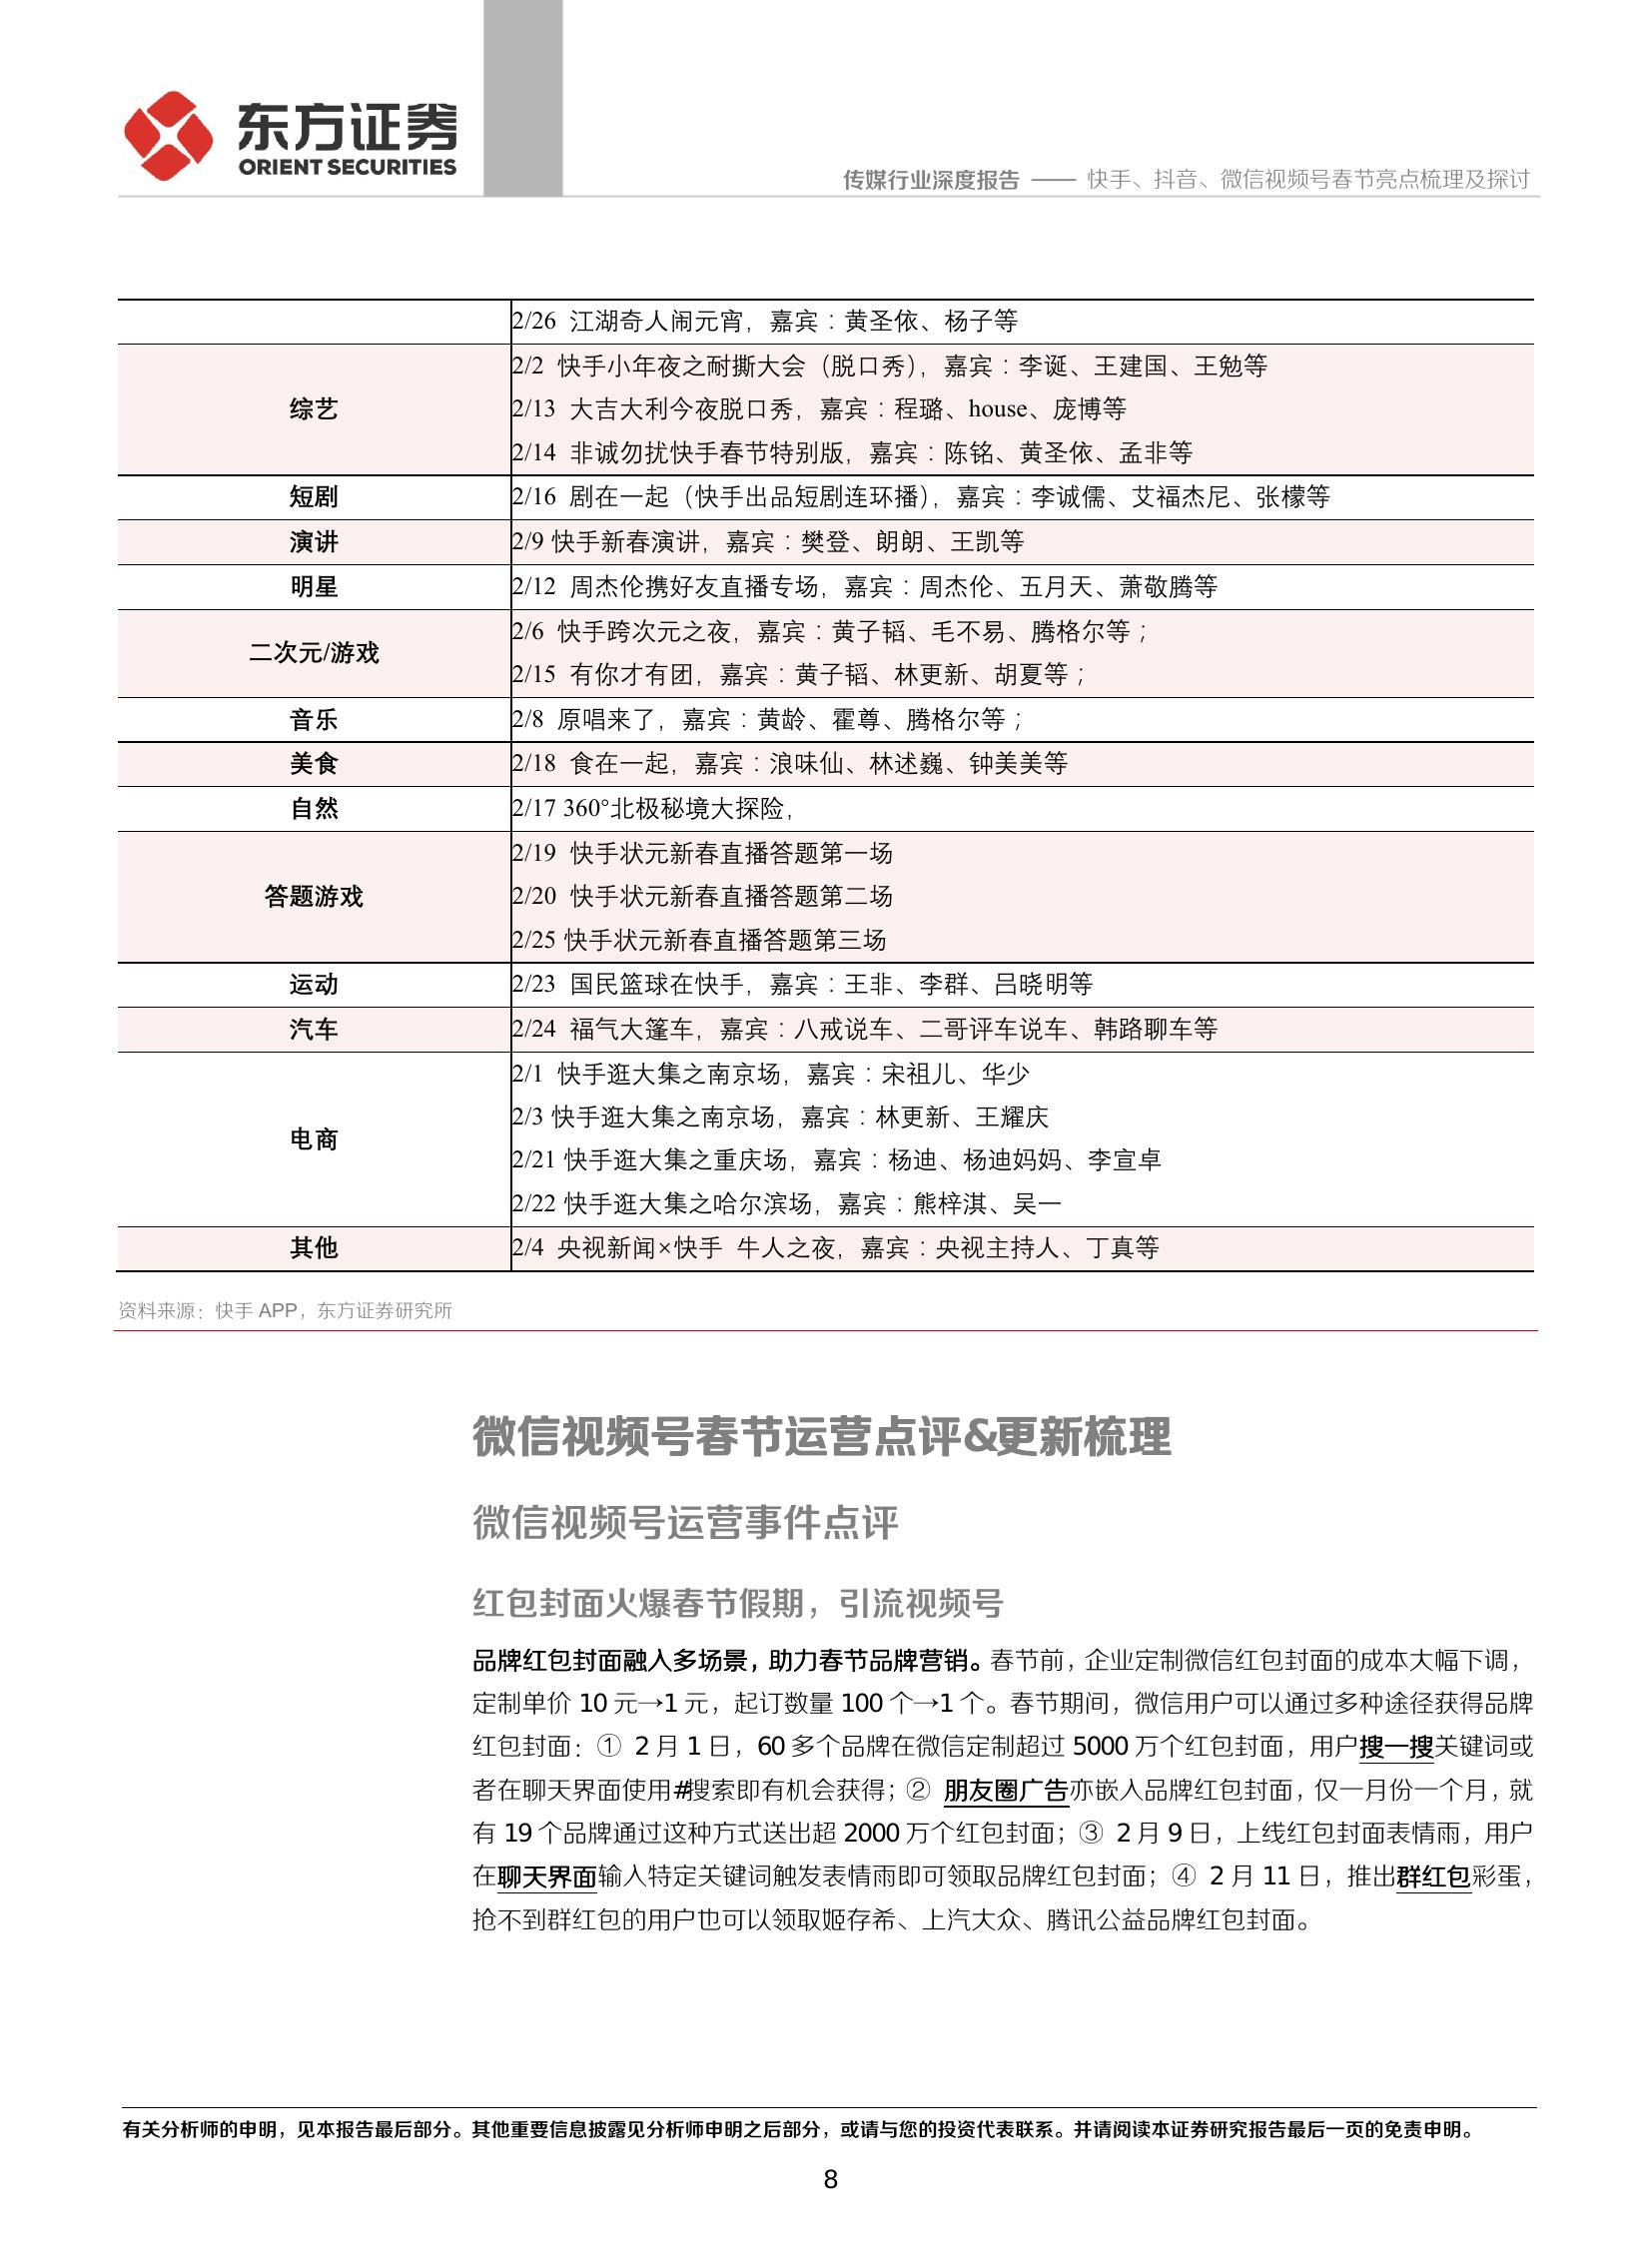 东方证券
ORIENT SECURITIES
传媒行业深度报告 —— 快手、抖音、微信视频号春节亮点梳理及探讨
2/26 江湖奇人闹元宵，嘉宾：黄圣依、杨子等
综艺
2/2 快手小年夜之耐撕大会（脱口秀），嘉宾：李诞、王建国、王勉等
2/13 大吉大利今夜脱口秀，嘉宾：程璐、house、庞博等
2/14 非诚勿扰快手春节特别版，嘉宾：陈铭、黄圣依、孟非等
短剧
2/16 剧在一起（快手出品短剧连环播），嘉宾：李诚儒、艾福杰尼、张檬等
演讲
2/9 快手新春演讲，嘉宾：樊登、朗朗、王凯等
明星
2/12 周杰伦携好友直播专场，嘉宾：周杰伦、五月天、萧敬腾等
二次元/游戏
2/6 快手跨次元之夜，嘉宾：黄子韬、毛不易、腾格尔等；
2/15 有你才有团，嘉宾：黄子韬、林更新、胡夏等；
音乐
2/8 原唱来了，嘉宾：黄龄、霍尊、腾格尔等；
美食
2/18 食在一起，嘉宾：浪味仙、林述巍、钟美美等
自然
2/17 360°北极秘境大探险，
答题游戏
2/19 快手状元新春直播答题第一场
2/20 快手状元新春直播答题第二场
2/25 快手状元新春直播答题第三场
运动
2/23 国民篮球在快手，嘉宾：王非、李群、吕晓明等
汽车
2/24 福气大篷车，嘉宾：八戒说车、二哥评车说车、韩路聊车等
电商
2/1 快手逛大集之南京场，嘉宾：宋祖儿、华少
2/3 快手逛大集之南京场，嘉宾：林更新、王耀庆
2/21 快手逛大集之重庆场，嘉宾：杨迪、杨迪妈妈、李宣卓
2/22 快手逛大集之哈尔滨场，嘉宾：熊梓淇、吴一
其他
2/4 央视新闻×快手 牛人之夜，嘉宾：央视主持人、丁真等
资料来源：快手 APP，东方证券研究所
微信视频号春节运营点评&更新梳理
微信视频号运营事件点评
红包封面火爆春节假期，引流视频号
品牌红包封面融入多场景，助力春节品牌营销。春节前，企业定制微信红包封面的成本大幅下调，
定制单价 10 元→1 元，起订数量 100 个→1 个。春节期间，微信用户可以通过多种途径获得品牌
红包封面：① 2 月 1 日，60 多个品牌在微信定制超过 5000 万个红包封面，用户搜一搜关键词或
者在聊天界面使用#搜索即有机会获得；② 朋友圈广告亦嵌入品牌红包封面，仅一月份一个月，就
有 19 个品牌通过这种方式送出超 2000 万个红包封面；③ 2 月 9 日，上线红包封面表情雨，用户
在聊天界面输入特定关键词触发表情雨即可领取品牌红包封面；④ 2 月 11 日，推出群红包彩蛋，
抢不到群红包的用户也可以领取姬存希、上汽大众、腾讯公益品牌红包封面。
有关分析师的申明，见本报告最后部分。其他重要信息披露见分析师申明之后部分，或请与您的投资代表联系。并请阅读本证券研究报告最后一页的免责申明。
8